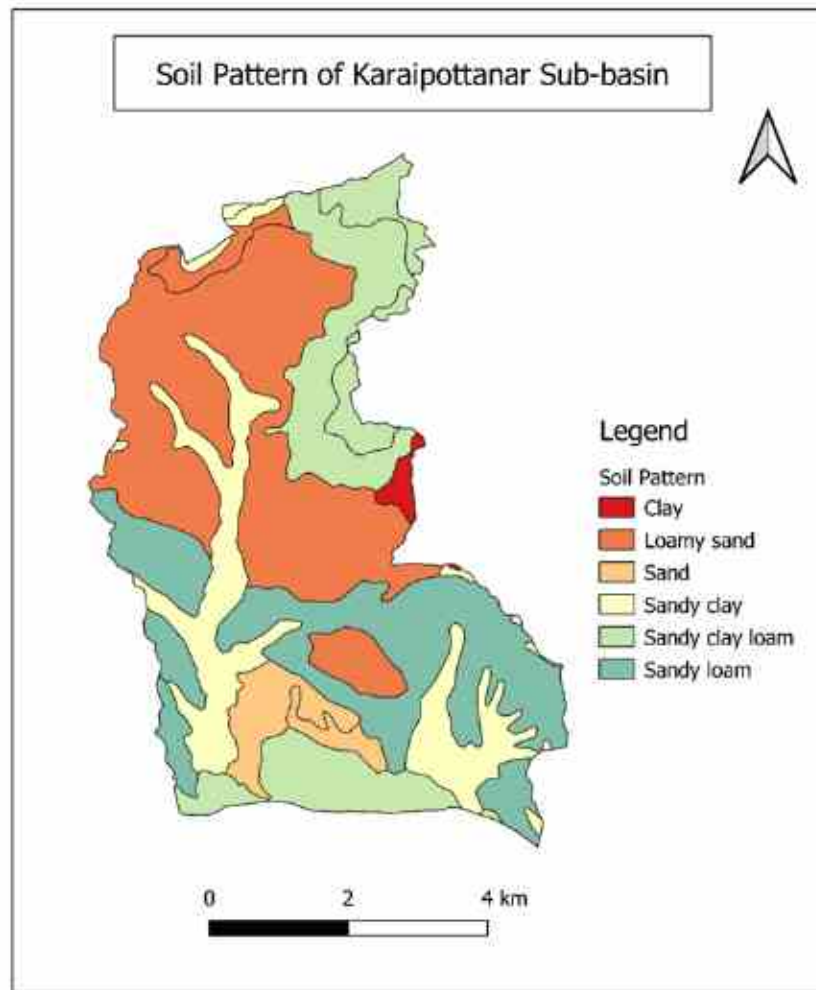 Soil Pattern of Karaipottanar Sub-basin
Legend
Soil Pattern
Clay
Loamy sand
Sand
Sandy clay
Sandy clay loam
Sandy loam
0 2 4 km